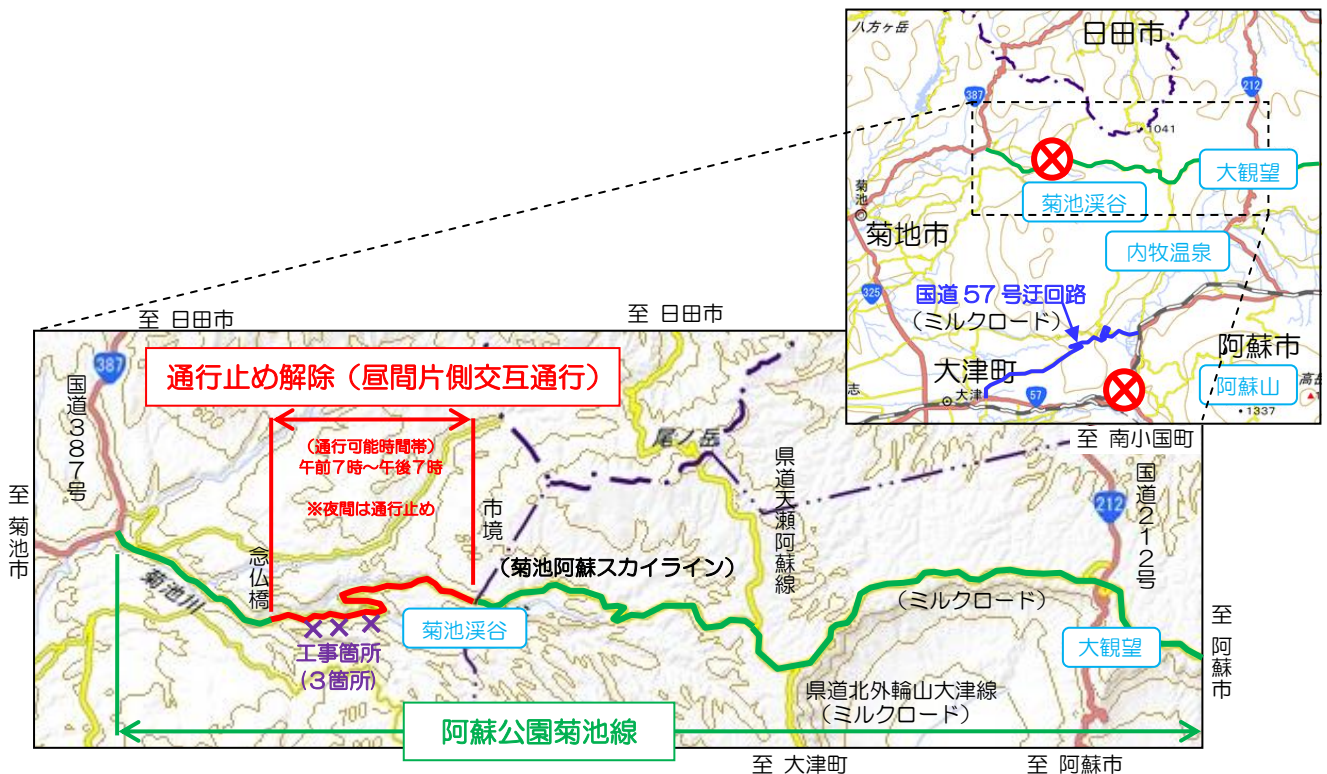 八方ヶ岳
日田市
387
212
1041
大観望
菊池渓谷
菊池
菊地市
内牧温泉
325
国道57号迂回路
（ミルクロード）
阿蘇市
大津町
志
大津
57
阿蘇山
高岳
1337
至 日田市
至 日田市
387
国道387号
通行止め解除（昼間片側交互通行）
（通行可能時間帯）
午前7時～午後7時
※夜間は通行止め
至 南小国町
尾ノ岳
県道天瀬阿蘇線
国道212号
212
至 菊池市
市境
念仏橋
（菊池阿蘇スカイライン）
菊池川
（ミルクロード）
菊池渓谷
工事箇所
（3箇所）
大観望
至 阿蘇市
県道北外輪山大津線
（ミルクロード）
700
阿蘇公園菊池線
至 大津町
至 阿蘇市